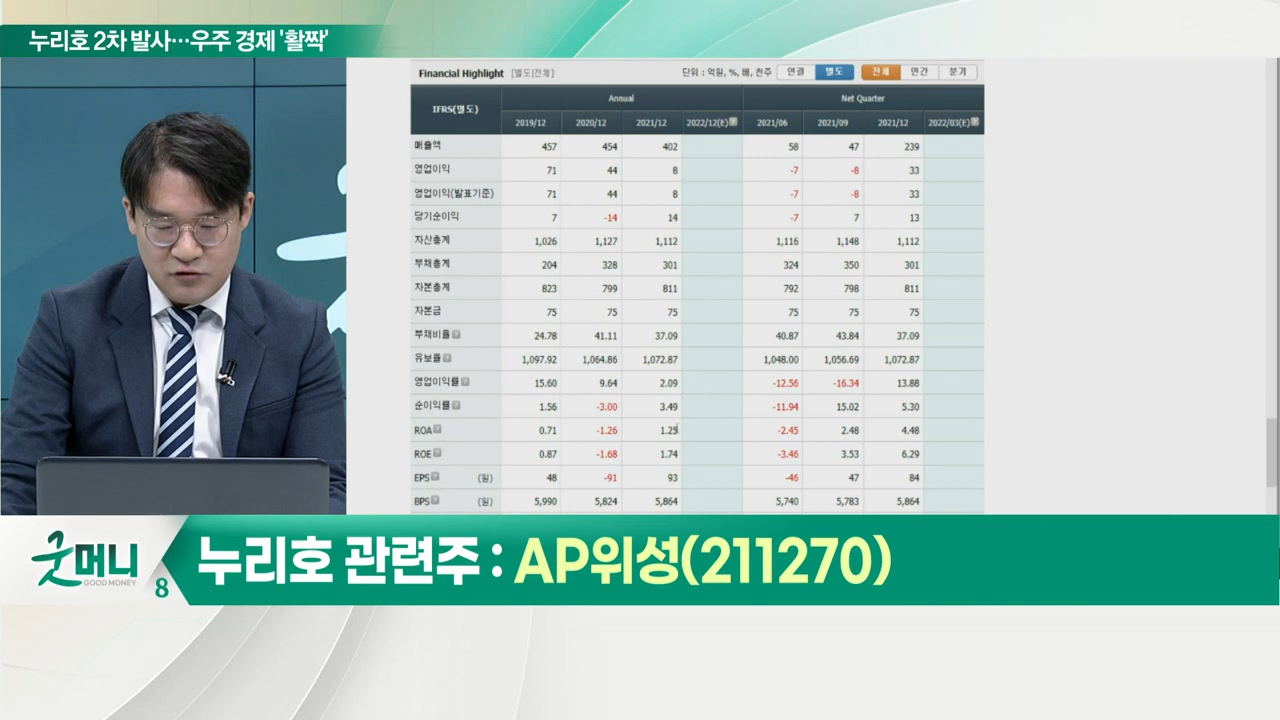 누리호 2차 발사…우주 경제 '활짝'
Financial Highlight [별도|전체] 단위 : 억원, %, 배, 천주 연결 별도 전체 연간 분기
IFRS(별도) Annual Net Quarter
2019/12 2020/12 2021/12 2022/12(E) 2021/06 2021/09 2021/12 2022/03(E)
매출액 457 454 402 58 47 239
영업이익 71 44 8 -7 -8 33
영업이익(발표기준) 71 44 8 -7 -8 33
당기순이익 7 -14 14 -7 7 13
자산총계 1,026 1,127 1,112 1,116 1,148 1,112
부채총계 204 328 301 324 350 301
자본총계 823 799 811 792 798 811
자본금 75 75 75 75 75 75
부채비율 24.78 41.11 37.09 40.87 43.84 37.09
유보율 1,097.92 1,064.86 1,072.87 1,048.00 1,056.69 1,072.87
영업이익률 15.60 9.64 2.09 -12.56 -16.34 13.88
순이익률 1.56 -3.00 3.49 -11.94 15.02 5.30
ROA 0.71 -1.26 1.25 -2.45 2.48 4.48
ROE 0.87 -1.68 1.74 -3.46 3.53 6.29
EPS (원) 48 -91 93 -46 47 84
BPS (원) 5,990 5,824 5,864 5,740 5,783 5,864
굿머니
GOOD MONEY
8
누리호 관련주 : AP위성(211270)